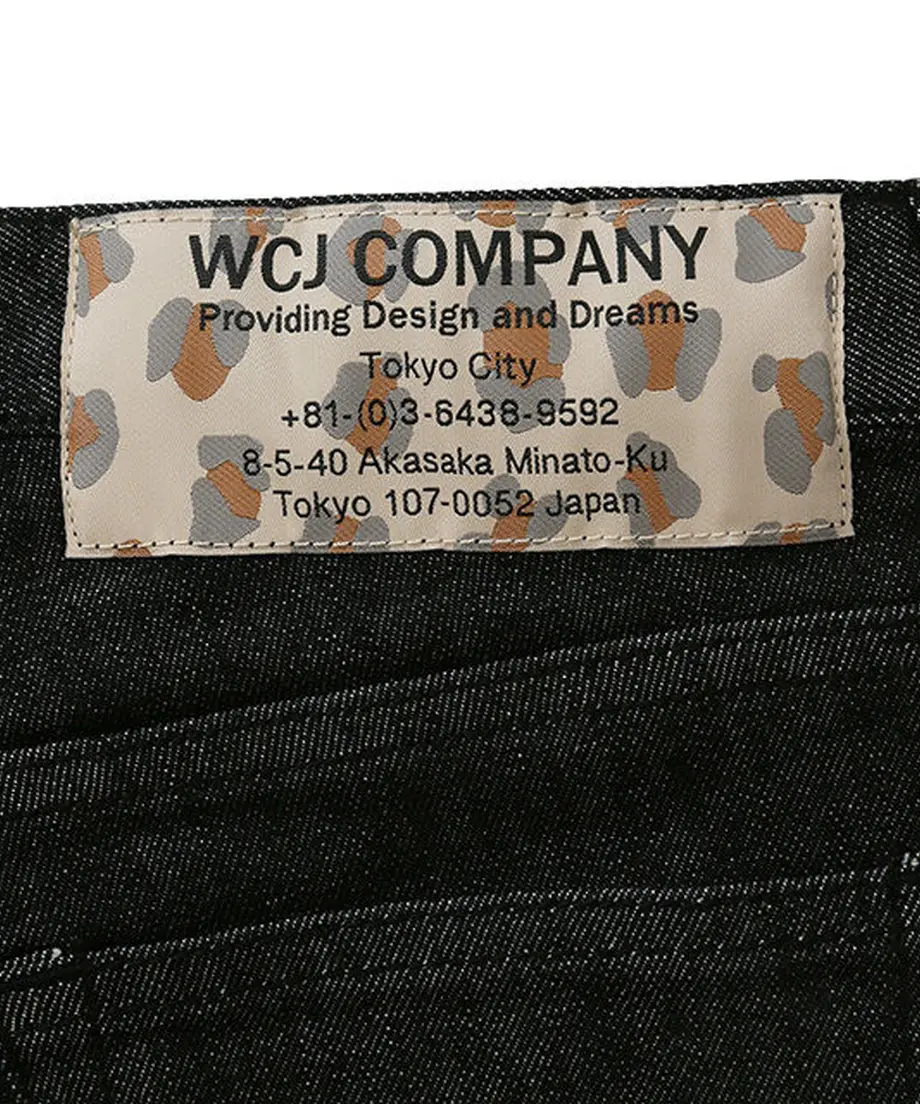 WCJ COMPANY
Providing Design and Dreams
Tokyo City
+81-(0)3-6438-9592
8-5-40 Akasaka Minato-Ku
Tokyo 107-0052 Japan